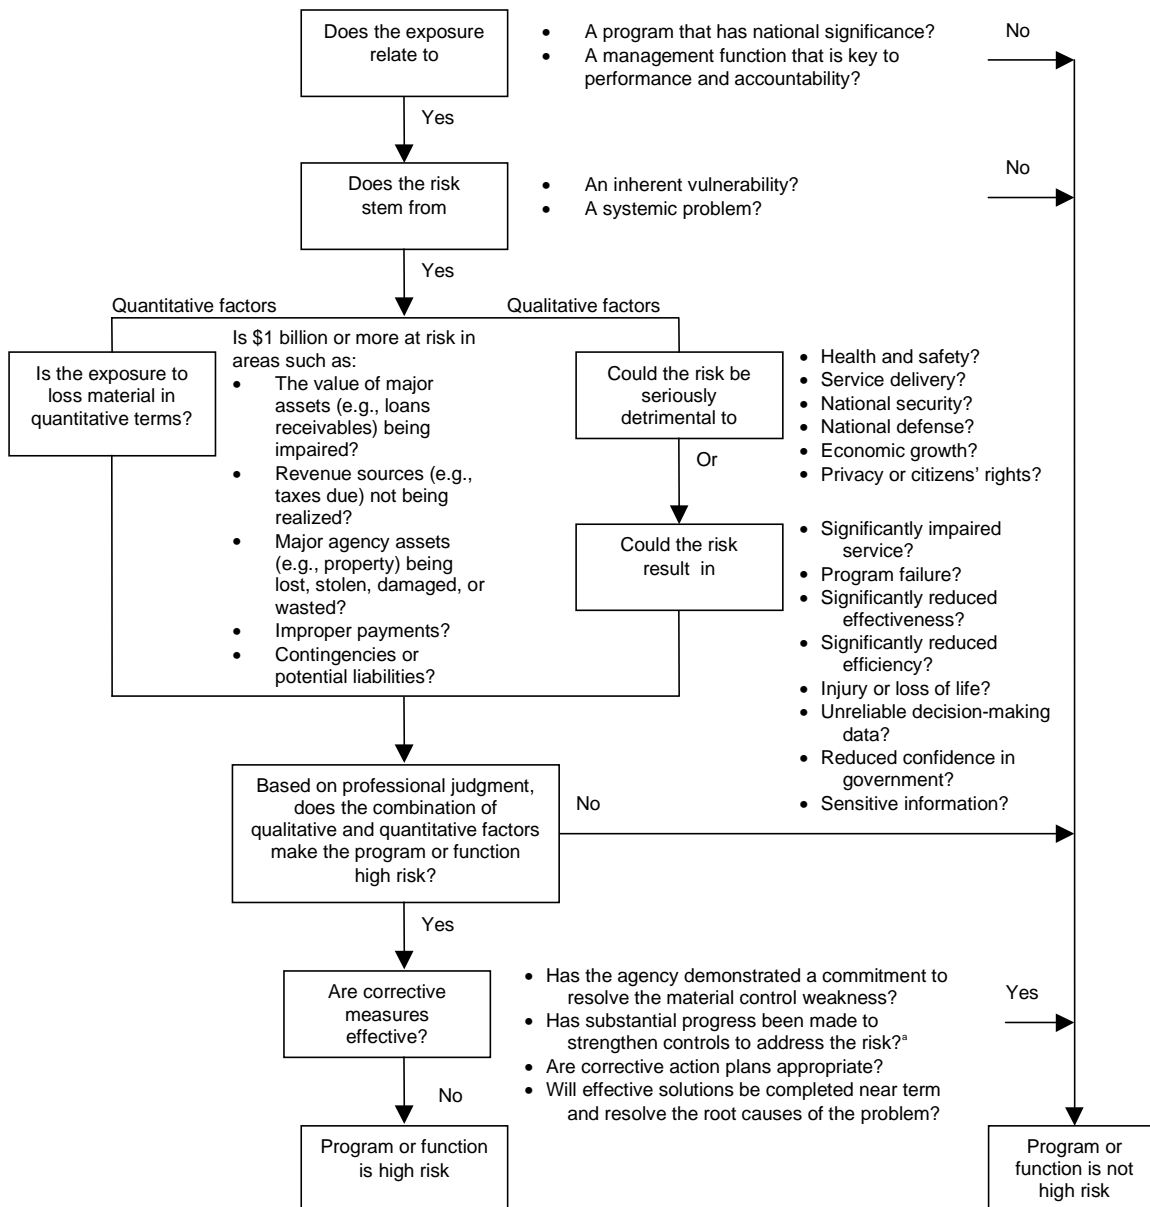 Does the exposure
relate to
• A program that has national significance?
• A management function that is key to
performance and accountability?
No
Yes
Does the risk
stem from
• An inherent vulnerability?
• A systemic problem?
No
Yes
Quantitative factors
Qualitative factors
Is the exposure to
loss material in
quantitative terms?
Is $1 billion or more at risk in
areas such as:
• The value of major
assets (e.g., loans
receivables) being
impaired?
• Revenue sources (e.g.,
taxes due) not being
realized?
• Major agency assets
(e.g., property) being
lost, stolen, damaged, or
wasted?
• Improper payments?
• Contingencies or
potential liabilities?
Could the risk be
seriously
detrimental to
• Health and safety?
• Service delivery?
• National security?
• National defense?
• Economic growth?
• Privacy or citizens’ rights?
Or
Could the risk
result in
• Significantly impaired
service?
• Program failure?
• Significantly reduced
effectiveness?
• Significantly reduced
efficiency?
• Injury or loss of life?
• Unreliable decision-making
data?
• Reduced confidence in
government?
• Sensitive information?
Based on professional judgment,
does the combination of
qualitative and quantitative factors
make the program or function
high risk?
No
Yes
Are corrective
measures
effective?
• Has the agency demonstrated a commitment to
resolve the material control weakness?
• Has substantial progress been made to
strengthen controls to address the risk?ª
• Are corrective action plans appropriate?
• Will effective solutions be completed near term
and resolve the root causes of the problem?
Yes
No
Program or function
is high risk
Program or
function is not
high risk